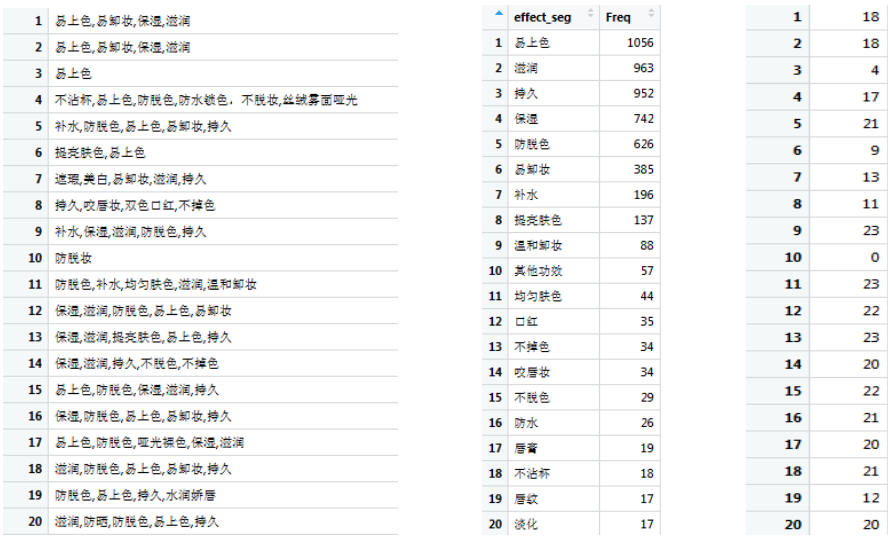 1 易上色,易卸妆,保湿,滋润
2 易上色,易卸妆,保湿,滋润
3 易上色
4 不沾杯,易上色,防脱色,防水锁色，不脱妆,丝绒雾面哑光
5 补水,防脱色,易上色,易卸妆,持久
6 提亮肤色,易上色
7 遮瑕,美白,易卸妆,滋润,持久
8 持久,咬唇妆,双色口红,不掉色
9 补水,保湿,滋润,防脱色,持久
10 防脱妆
11 防脱色,补水,均匀肤色,滋润,温和卸妆
12 保湿,滋润,防脱色,易上色,易卸妆
13 保湿,滋润,提亮肤色,易上色,持久
14 保湿,滋润,持久,不脱色,不掉色
15 易上色,防脱色,保湿,滋润,持久
16 保湿,防脱色,易上色,易卸妆,持久
17 易上色,防脱色,哑光裸色,保湿,滋润
18 滋润,防脱色,易上色,易卸妆,持久
19 防脱色,易上色,持久,水润娇唇
20 滋润,防晒,防脱色,易上色,持久
effect_seg Freq
1 易上色 1056
2 滋润 963
3 持久 952
4 保湿 742
5 防脱色 626
6 易卸妆 385
7 补水 196
8 提亮肤色 137
9 温和卸妆 88
10 其他功效 57
11 均匀肤色 44
12 口红 35
13 不掉色 34
14 咬唇妆 34
15 不脱色 29
16 防水 26
17 唇膏 19
18 不沾杯 18
19 唇纹 17
20 淡化 17
1 18
2 18
3 4
4 17
5 21
6 9
7 13
8 11
9 23
10 0
11 23
12 22
13 23
14 20
15 22
16 21
17 20
18 21
19 12
20 20